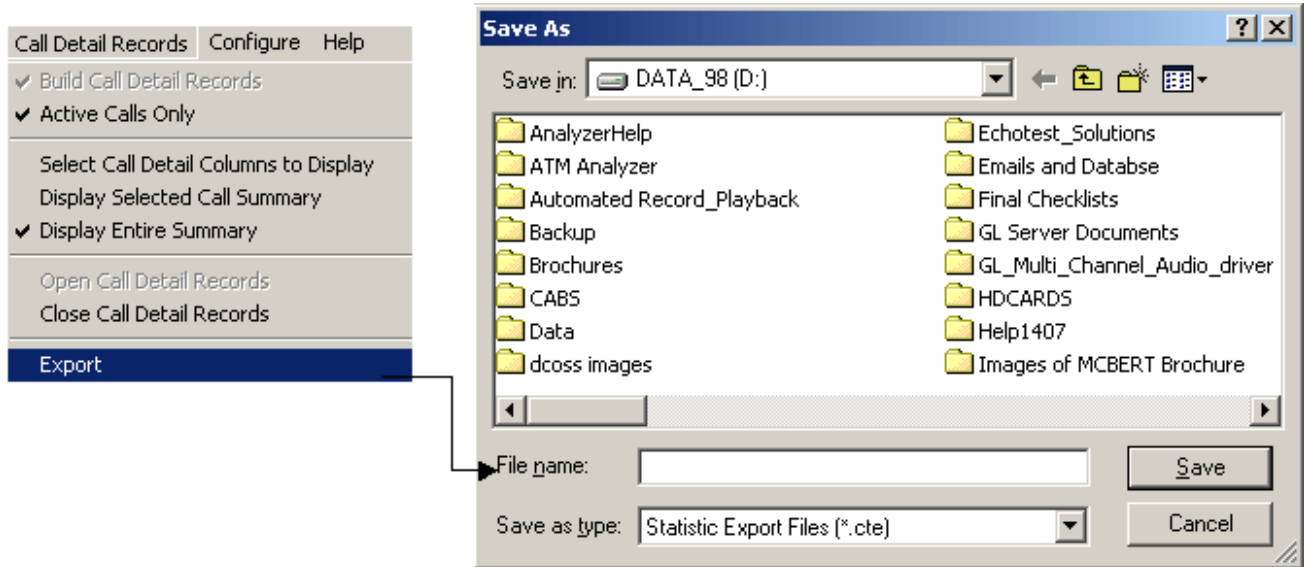 Call Detail Records Configure Help
Build Call Detail Records
Active Calls Only
Select Call Detail Columns to Display
Display Selected Call Summary
Display Entire Summary
Open Call Detail Records
Close Call Detail Records
Export
Save As
Save in: DATA_98 (D:)
AnalyzerHelp
ATM Analyzer
Automated Record_Playback
Backup
Brochures
CABS
Data
dcoss images
Echotest_Solutions
Emails and Databse
Final Checklists
GL Server Documents
GL_Multi_Channel_Audio_driver
HDCARDS
Help1407
Images of MCBERT Brochure
File name:
Save
Save as type: Statistic Export Files (*.cte)
Cancel